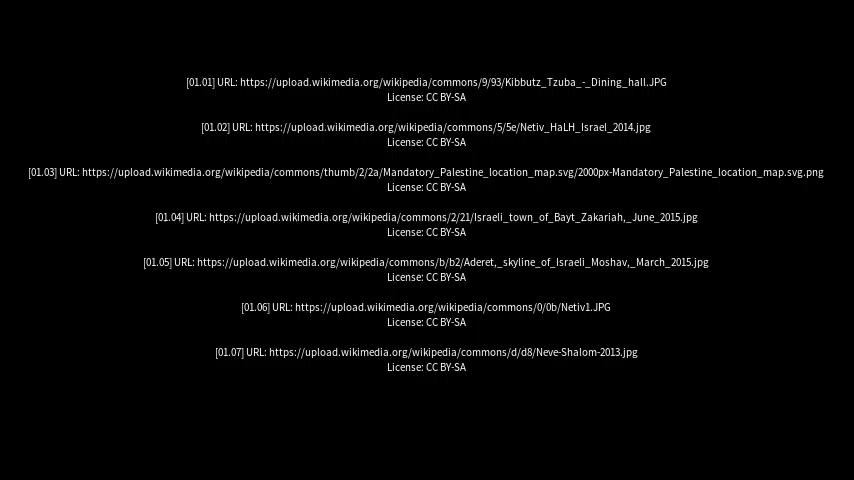 [01.01] URL: https://upload.wikimedia.org/wikipedia/commons/9/93/Kibbutz_Tzuba_-_Dining_hall.JPG
License: CC BY-SA
[01.02] URL: https://upload.wikimedia.org/wikipedia/commons/5/5e/Netiv_HaLH_Israel_2014.jpg
License: CC BY-SA
[01.03] URL: https://upload.wikimedia.org/wikipedia/commons/thumb/2/2a/Mandatory_Palestine_location_map.svg/2000px-Mandatory_Palestine_location_map.svg.png
License: CC BY-SA
[01.04] URL: https://upload.wikimedia.org/wikipedia/commons/2/21/Israeli_town_of_Bayt_Zakariah,_June_2015.jpg
License: CC BY-SA
[01.05] URL: https://upload.wikimedia.org/wikipedia/commons/b/b2/Aderet,_skyline_of_Israeli_Moshav,_March_2015.jpg
License: CC BY-SA
[01.06] URL: https://upload.wikimedia.org/wikipedia/commons/0/0b/Netiv1.JPG
License: CC BY-SA
[01.07] URL: https://upload.wikimedia.org/wikipedia/commons/d/d8/Neve-Shalom-2013.jpg
License: CC BY-SA